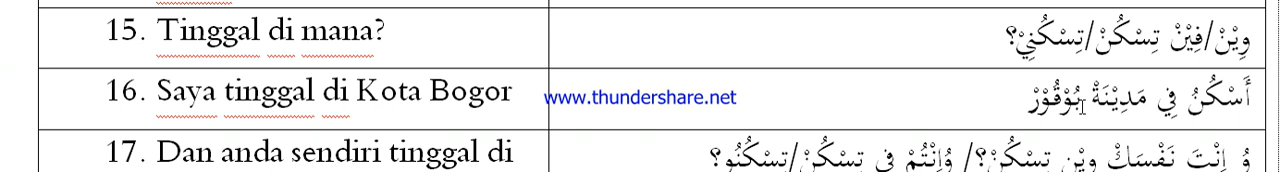 15. Tinggal di mana?
وِيْنْ/فِيْنْ تِسْكُنْ/تِسْكُنِيْ؟
16. Saya tinggal di Kota Bogor
www.thundershare.net
أَسْكُنُ فِي مَدِيْنَةْ بُوْقُوْرْ
17. Dan anda sendiri tinggal di
وُ اِنْتَ نَفْسَكْ وِيْن تِسْكُنْ؟/ وُاِنْتُمْ فِي تِسْكُنْ/تِسْكُنُو؟